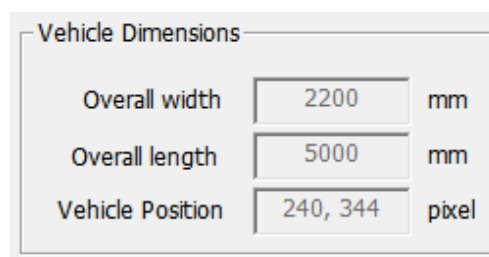 Vehicle Dimensions
Overall width 2200 mm
Overall length 5000 mm
Vehicle Position 240, 344 pixel